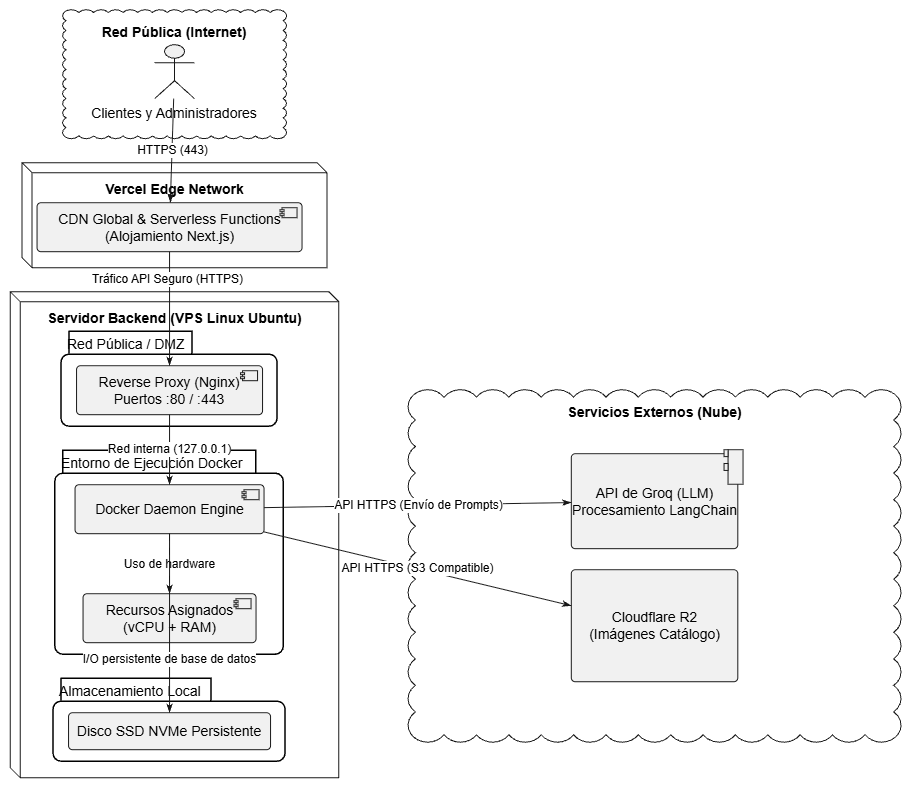 Red Pública (Internet)
Clientes y Administradores
HTTPS (443)
Vercel Edge Network
CDN Global & Serverless Functions
(Alojamiento Next.js)
Tráfico API Seguro (HTTPS)
Servidor Backend (VPS Linux Ubuntu)
Red Pública / DMZ
Reverse Proxy (Nginx)
Puertos :80 / :443
Red interna (127.0.0.1)
Entorno de Ejecución Docker
Docker Daemon Engine
Uso de hardware
Recursos Asignados
(vCPU + RAM)
I/O persistente de base de datos
Almacenamiento Local
Disco SSD NVMe Persistente
API HTTPS (Envío de Prompts)
API HTTPS (S3 Compatible)
Servicios Externos (Nube)
API de Groq (LLM)
Procesamiento LangChain
Cloudflare R2
(Imágenes Catálogo)